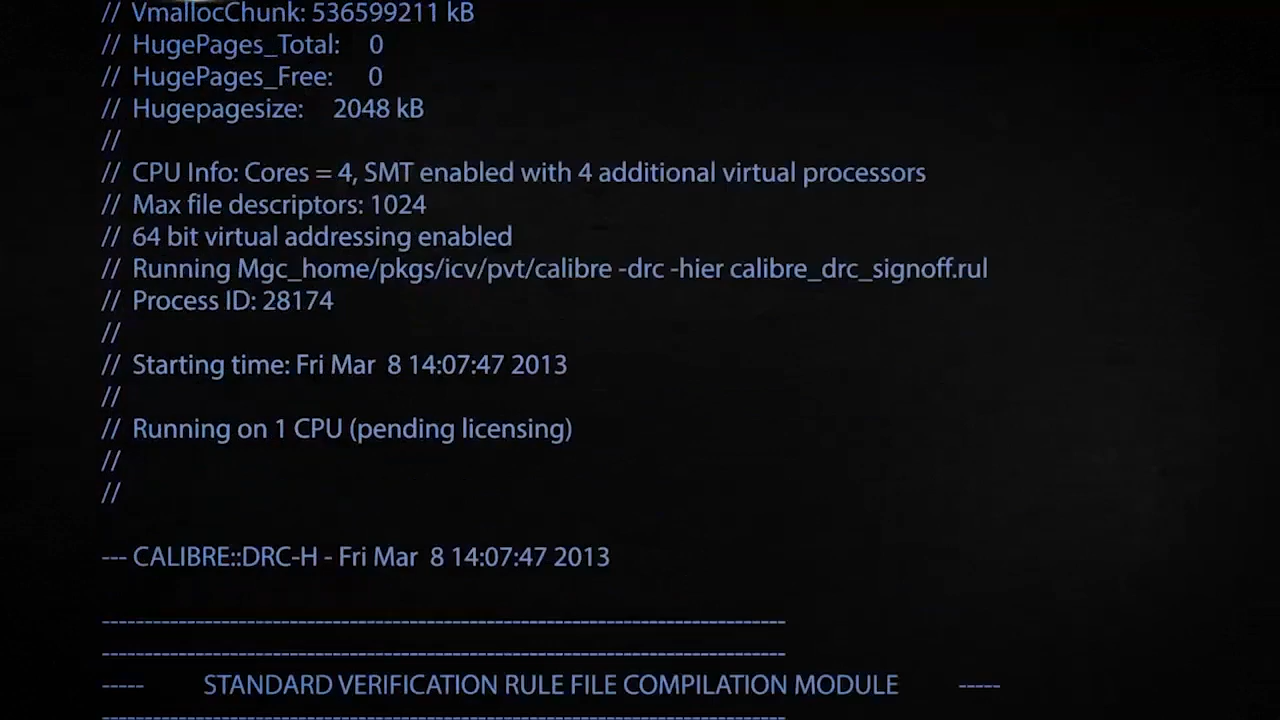 // VmallocChunk: 536599211 kB
// HugePages_Total: 0
// HugePages_Free: 0
// Hugepagesize: 2048 kB
//
// CPU Info: Cores = 4, SMT enabled with 4 additional virtual processors
// Max file descriptors: 1024
// 64 bit virtual addressing enabled
// Running Mgc_home/pkgs/icv/pvt/calibre -drc -hier calibre_drc_signoff.rul
// Process ID: 28174
//
// Starting time: Fri Mar 8 14:07:47 2013
//
// Running on 1 CPU (pending licensing)
//
//
--- CALIBRE::DRC-H - Fri Mar 8 14:07:47 2013
--------------------------------------------------------------------------------
--------------------------------------------------------------------------------
----- STANDARD VERIFICATION RULE FILE COMPILATION MODULE -----
--------------------------------------------------------------------------------